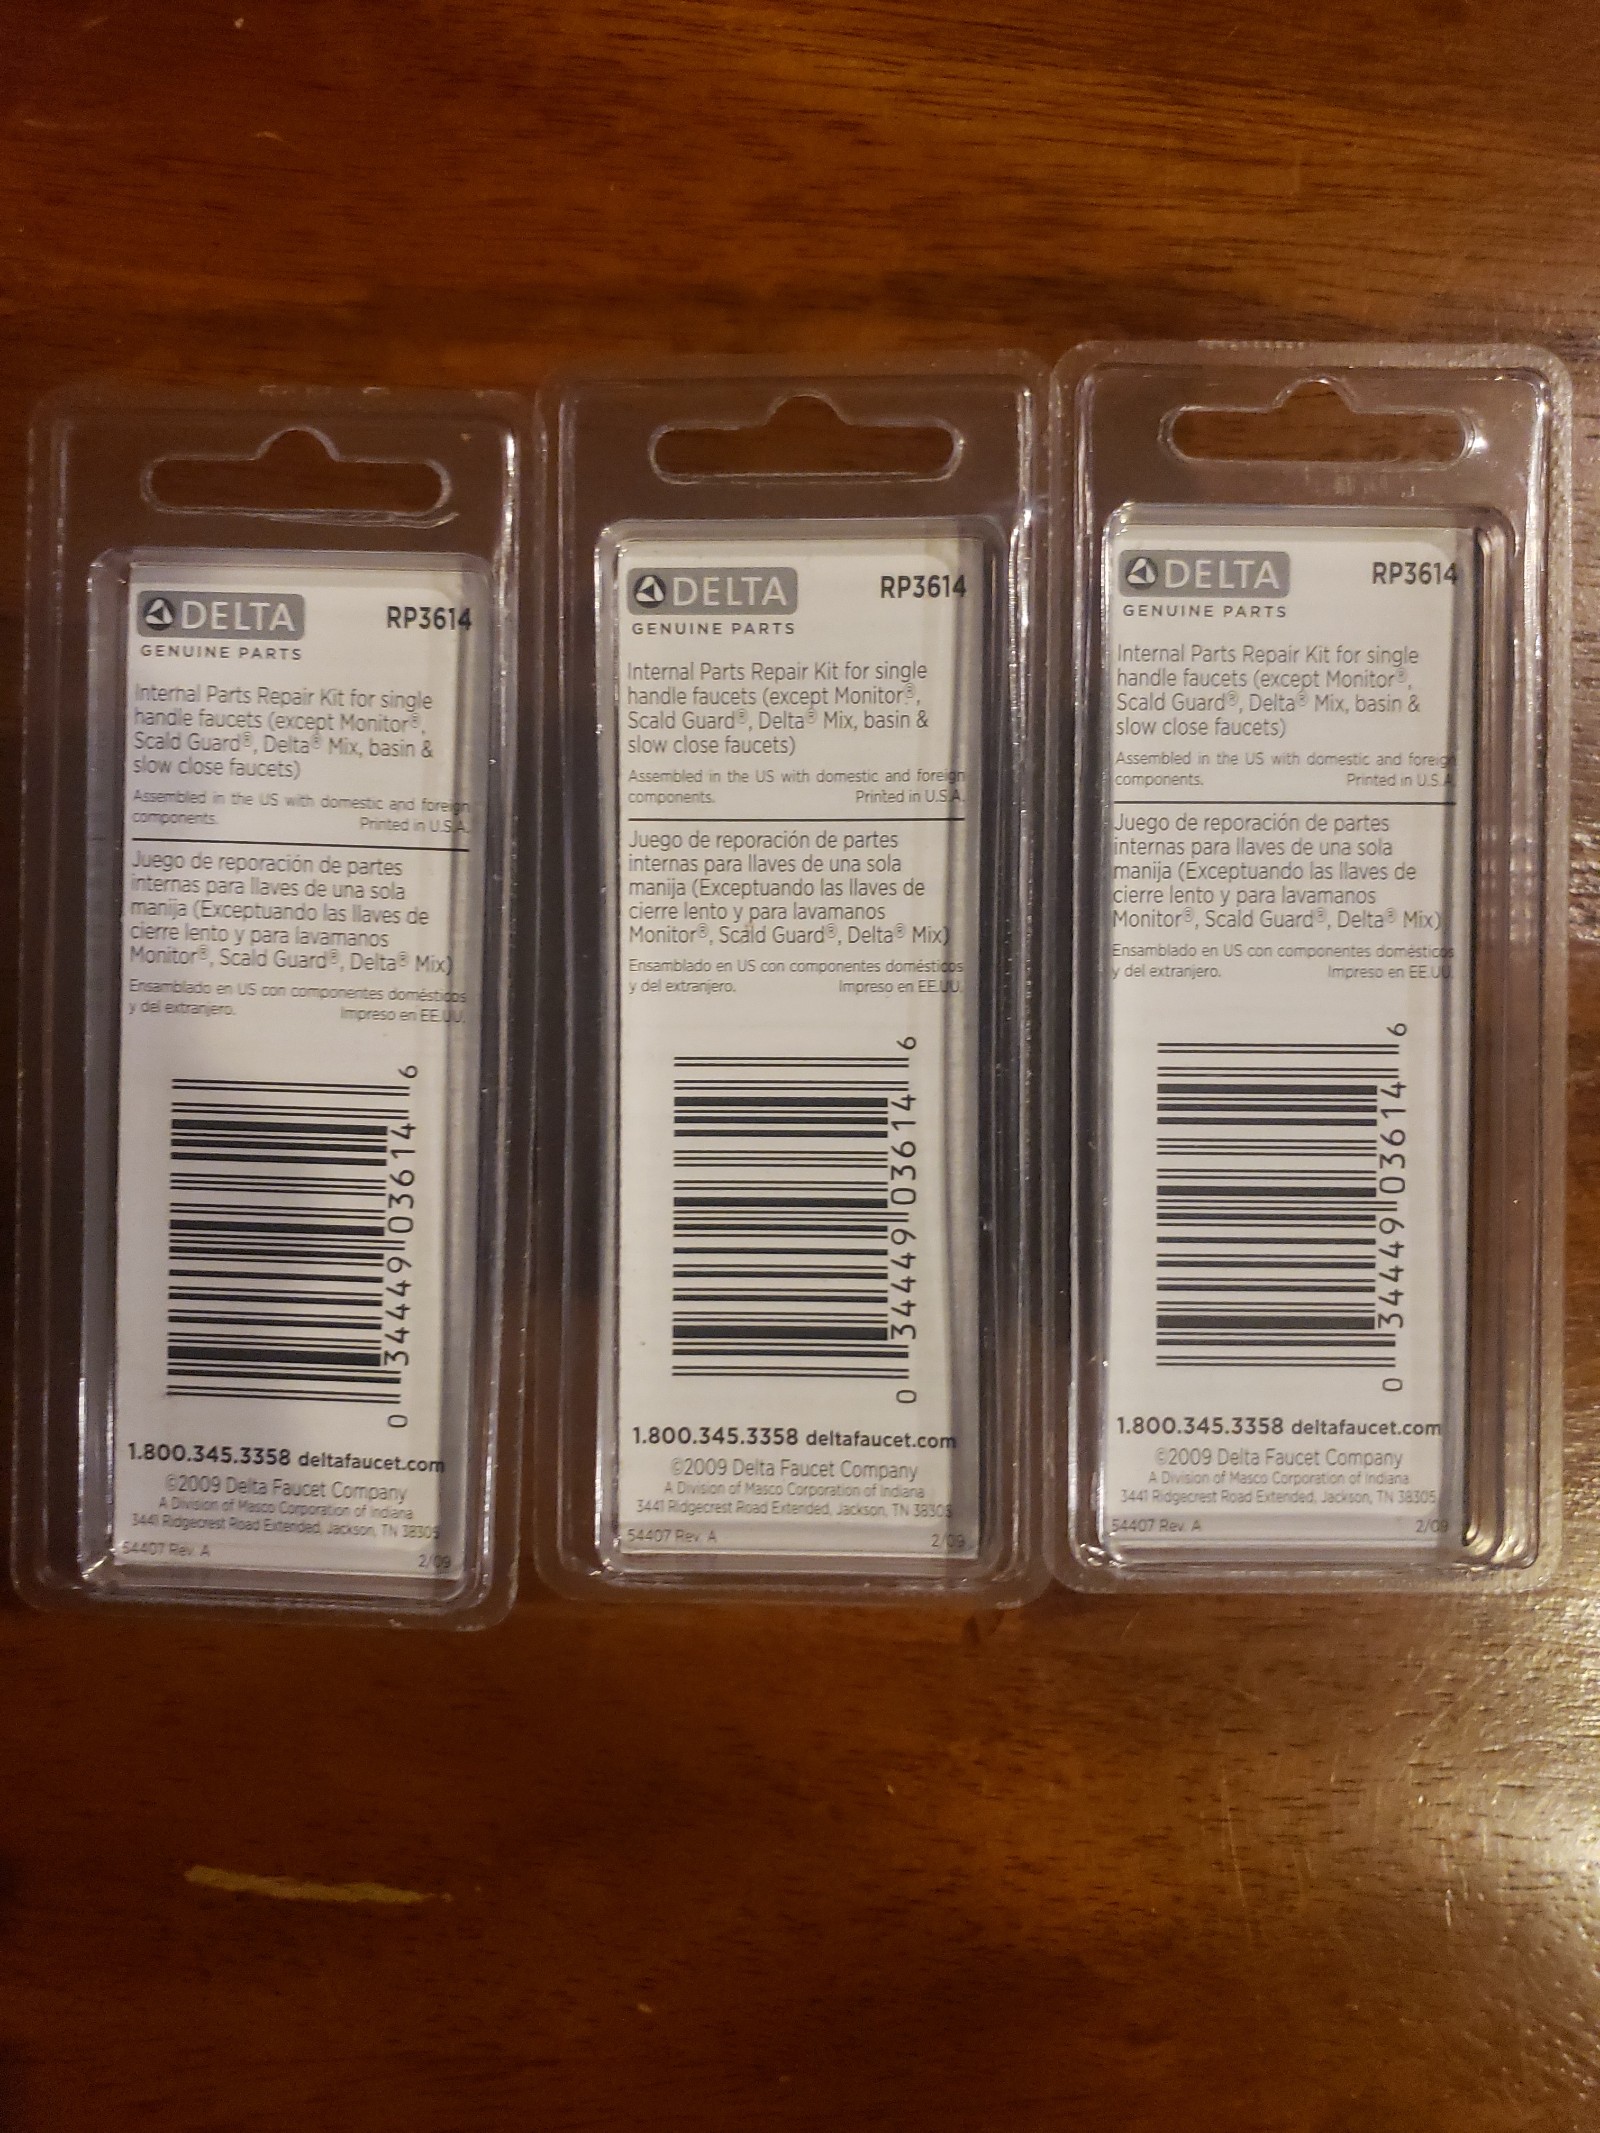 DELTA RP3614
GENUINE PARTS
Internal Parts Repair Kit for single
handle faucets (except Monitor®,
Scald Guard®, Delta® Mix, basin &
slow close faucets)
Assembled in the US with domestic and foreign
components. Printed in U.S.A.
Juego de reporación de partes
internas para llaves de una sola
manija (Exceptuando las llaves de
cierre lento y para lavamanos
Monitor®, Scald Guard®, Delta® Mix)
Ensamblado en US con componentes domésticos
y del extranjero. Impreso en EE.UU.
0 34449 03614 6
1.800.345.3358 deltafaucet.com
©2009 Delta Faucet Company
A Division of Masco Corporation of Indiana
3441 Ridgecrest Road Extended, Jackson, TN 38305
54407 Rev. A 2/09
DELTA RP3614
GENUINE PARTS
Internal Parts Repair Kit for single
handle faucets (except Monitor®,
Scald Guard®, Delta® Mix, basin &
slow close faucets)
Assembled in the US with domestic and foreign
components. Printed in U.S.A.
Juego de reporación de partes
internas para llaves de una sola
manija (Exceptuando las llaves de
cierre lento y para lavamanos
Monitor®, Scald Guard®, Delta® Mix)
Ensamblado en US con componentes domésticos
y del extranjero. Impreso en EE.UU.
0 34449 03614 6
1.800.345.3358 deltafaucet.com
©2009 Delta Faucet Company
A Division of Masco Corporation of Indiana
3441 Ridgecrest Road Extended, Jackson, TN 38305
54407 Rev. A 2/09
DELTA RP3614
GENUINE PARTS
Internal Parts Repair Kit for single
handle faucets (except Monitor®,
Scald Guard®, Delta® Mix, basin &
slow close faucets)
Assembled in the US with domestic and foreign
components. Printed in U.S.A.
Juego de reporación de partes
internas para llaves de una sola
manija (Exceptuando las llaves de
cierre lento y para lavamanos
Monitor®, Scald Guard®, Delta® Mix)
Ensamblado en US con componentes domésticos
y del extranjero. Impreso en EE.UU.
0 34449 03614 6
1.800.345.3358 deltafaucet.com
©2009 Delta Faucet Company
A Division of Masco Corporation of Indiana
3441 Ridgecrest Road Extended, Jackson, TN 38305
54407 Rev. A 2/09